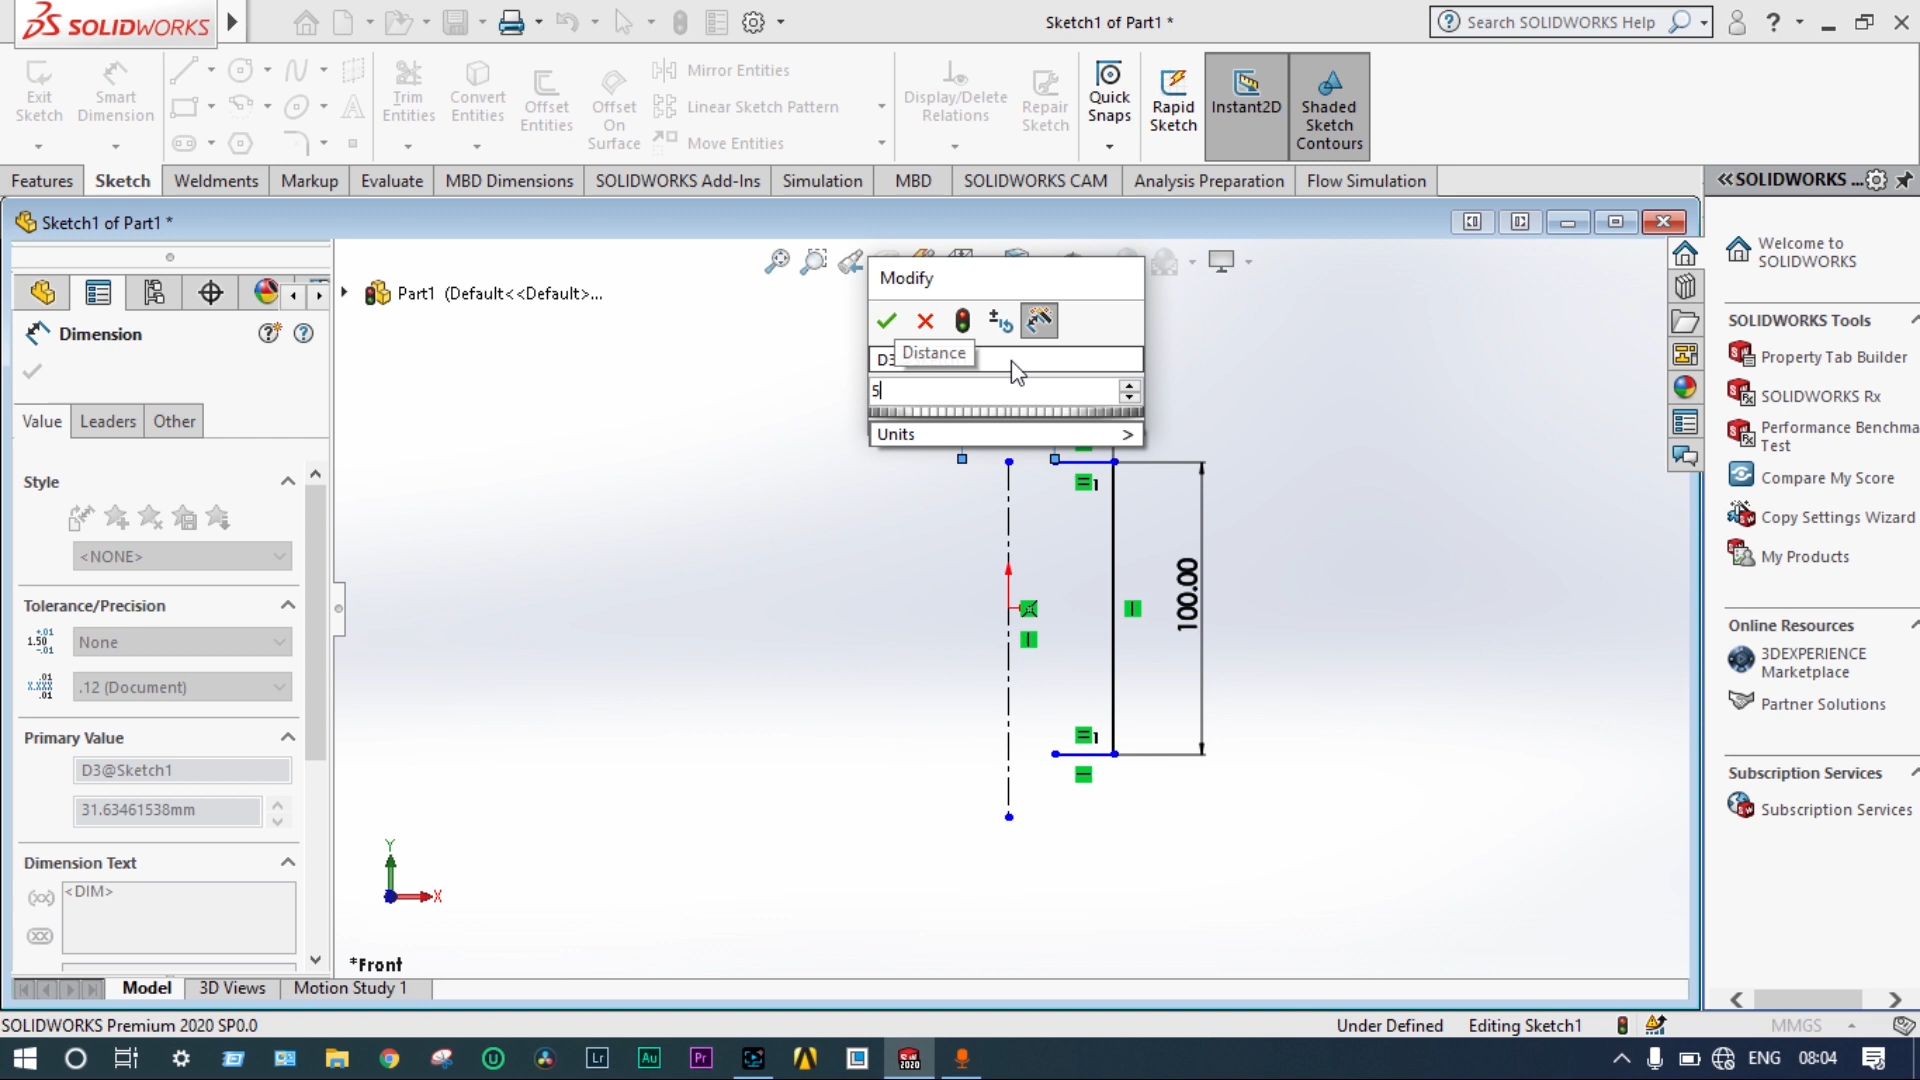 SOLIDWORKS
Sketch1 of Part1 *
Search SOLIDWORKS Help
?
Exit Sketch
Smart Dimension
Trim Entities
Convert Entities
Offset Entities
Offset On Surface
Mirror Entities
Linear Sketch Pattern
Move Entities
Display/Delete Relations
Repair Sketch
Quick Snaps
Rapid Sketch
Instant2D
Shaded Sketch Contours
Features
Sketch
Weldments
Markup
Evaluate
MBD Dimensions
SOLIDWORKS Add-Ins
Simulation
MBD
SOLIDWORKS CAM
Analysis Preparation
Flow Simulation
SOLIDWORKS ...
Sketch1 of Part1 *
Part1 (Default<<Default>...
Dimension
Value
Leaders
Other
Style
<NONE>
Tolerance/Precision
None
.12 (Document)
Primary Value
D3@Sketch1
31.63461538mm
Dimension Text
<DIM>
Modify
Distance
D3
5
Units
100.00
1
1
Y
X
*Front
Welcome to SOLIDWORKS
SOLIDWORKS Tools
Property Tab Builder
SOLIDWORKS Rx
Performance Benchma
Test
Compare My Score
Copy Settings Wizard
My Products
Online Resources
3DEXPERIENCE Marketplace
Partner Solutions
Subscription Services
Subscription Services
Model
3D Views
Motion Study 1
SOLIDWORKS Premium 2020 SP0.0
Under Defined
Editing Sketch1
MMGS
Lr
Au
Pr
SW 2020
ENG
08:04